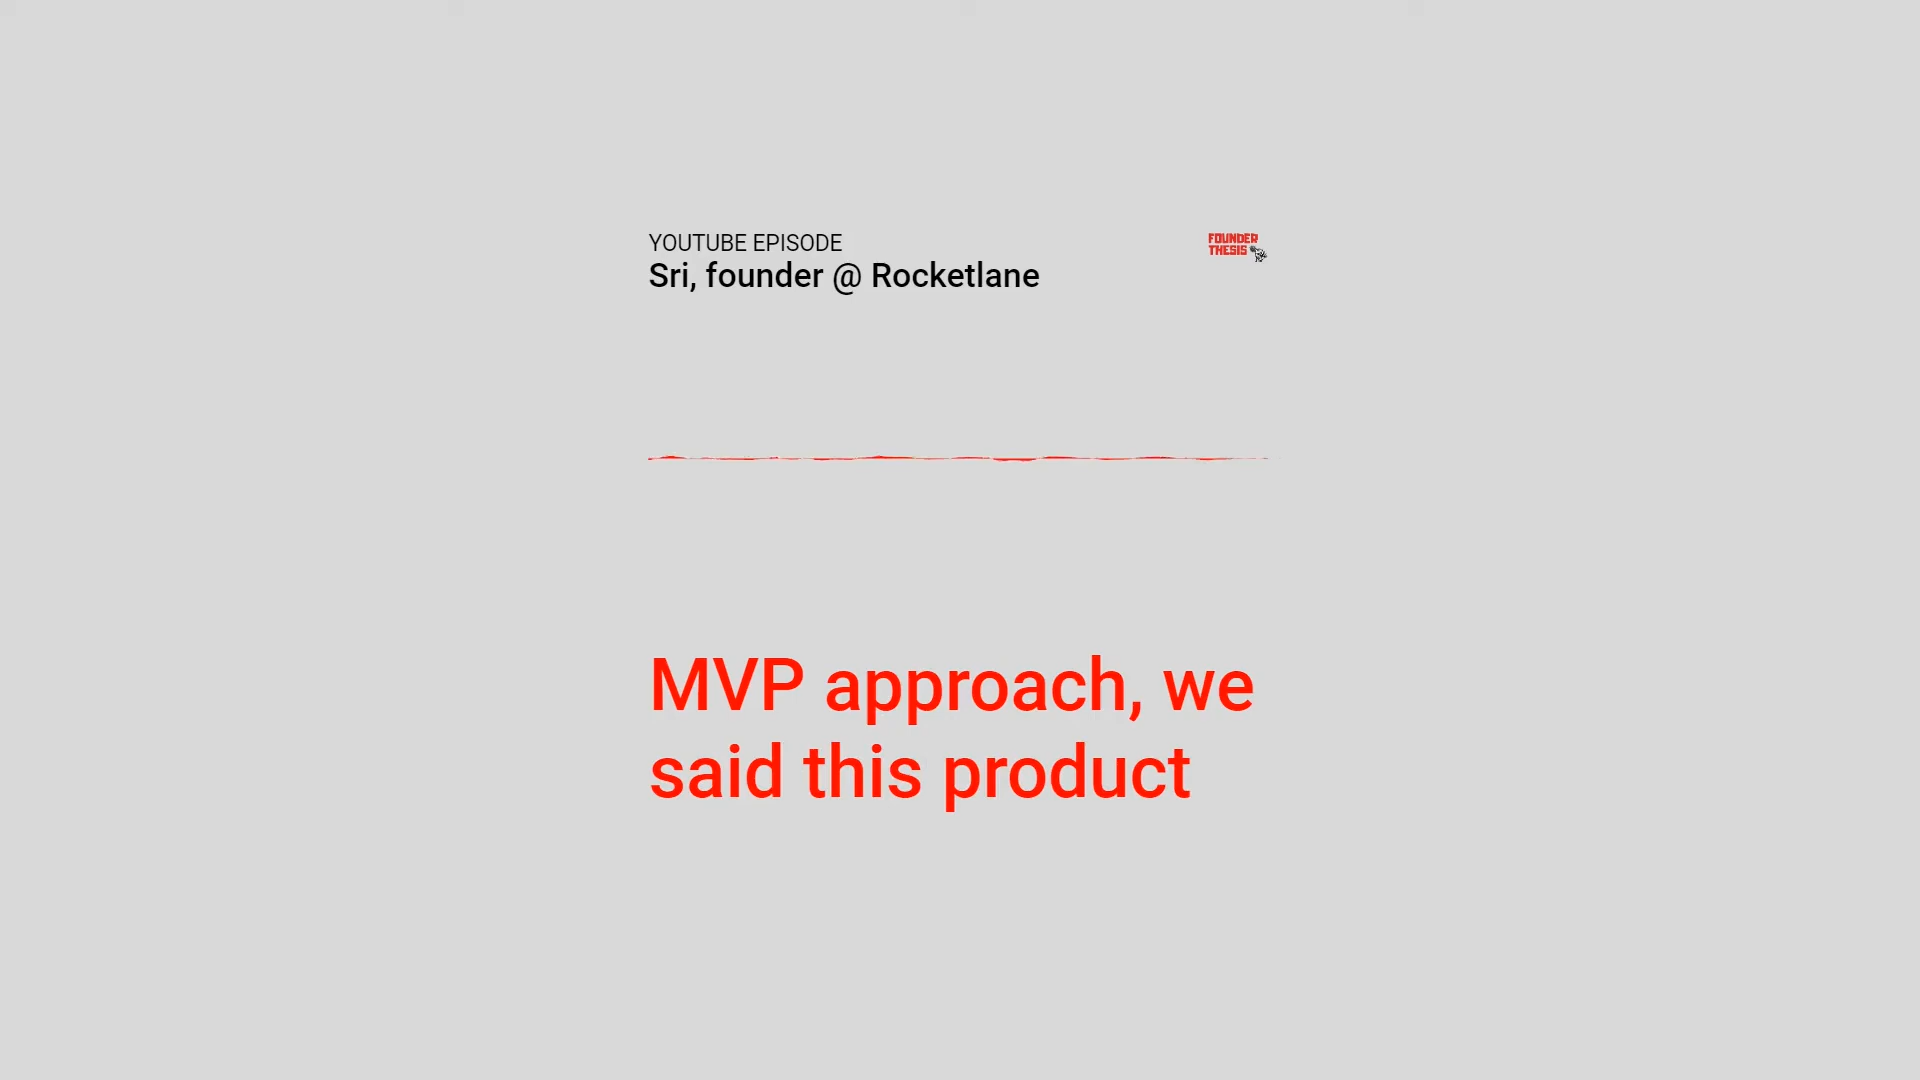 YOUTUBE EPISODE
Sri, founder @ Rocketlane
FOUNDER
THESIS
MVP approach, we
said this product